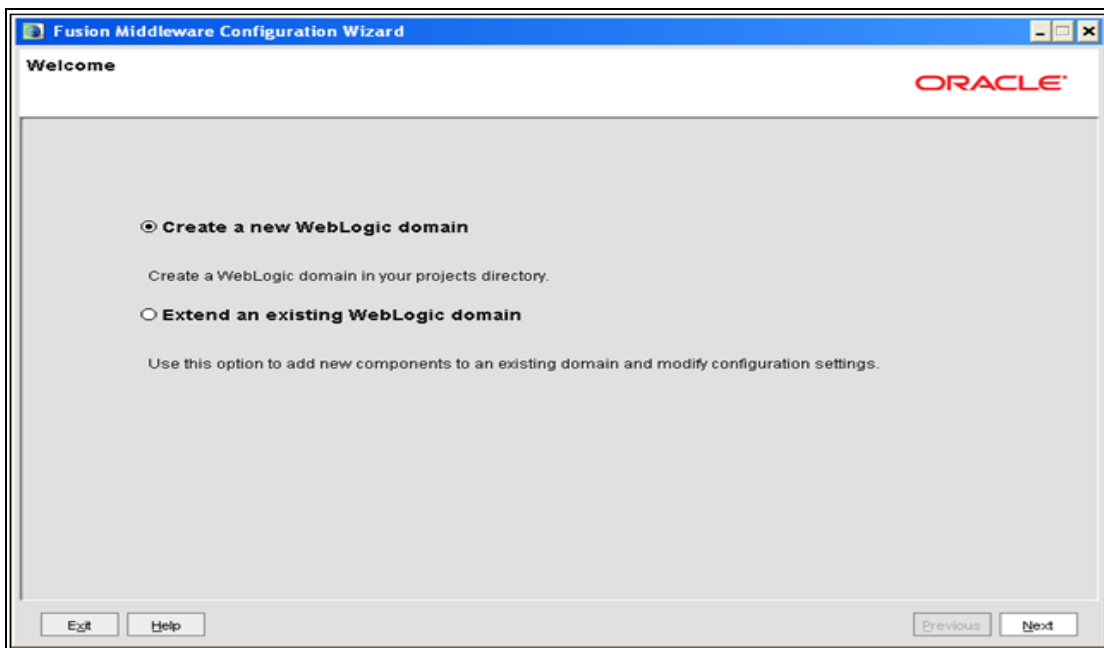 Fusion Middleware Configuration Wizard
Welcome
ORACLE
Create a new WebLogic domain
Create a WebLogic domain in your projects directory.
Extend an existing WebLogic domain
Use this option to add new components to an existing domain and modify configuration settings.
Exit Help Previous Next